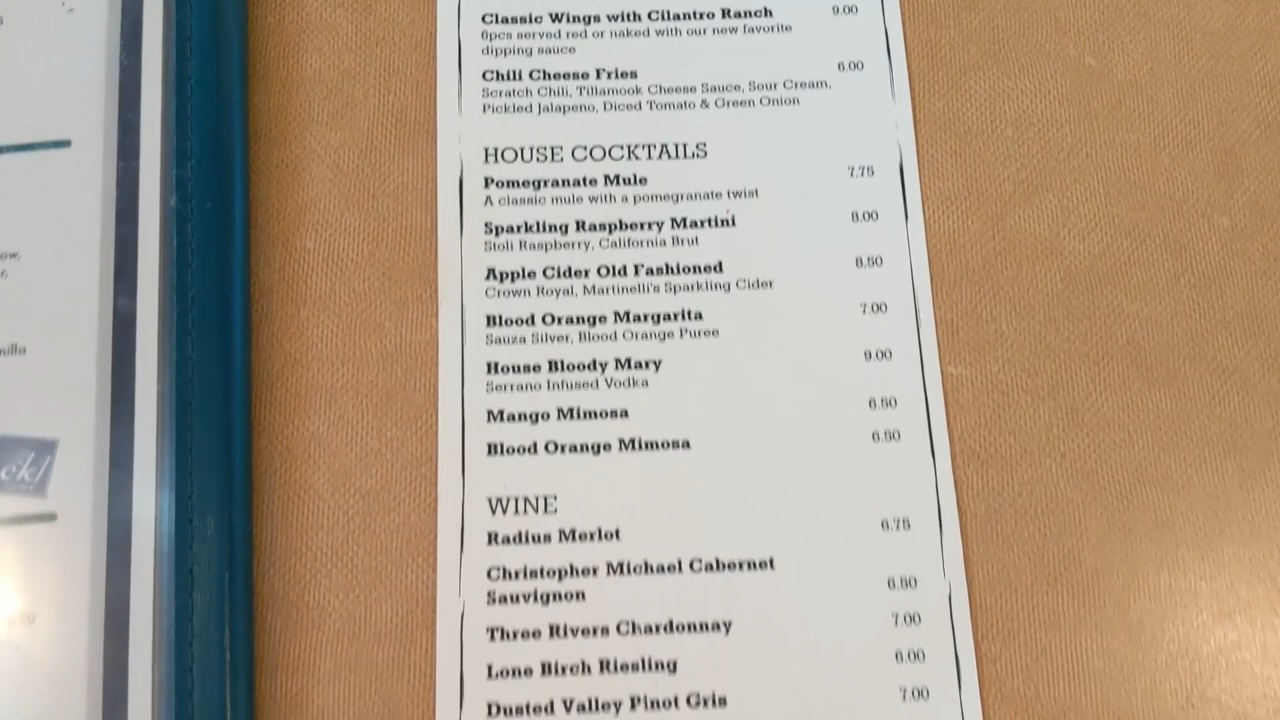 Classic Wings with Cilantro Ranch 9.00
6pcs served red or naked with our new favorite
dipping sauce
Chili Cheese Fries 6.00
Scratch Chili, Tillamook Cheese Sauce, Sour Cream,
Pickled Jalapeno, Diced Tomato & Green Onion
HOUSE COCKTAILS
Pomegranate Mule 7.75
A classic mule with a pomegranate twist
Sparkling Raspberry Martini 8.00
Stoli Raspberry, California Brut
Apple Cider Old Fashioned 8.50
Crown Royal, Martinelli's Sparkling Cider
Blood Orange Margarita 7.00
Sauza Silver, Blood Orange Puree
House Bloody Mary 9.00
Serrano Infused Vodka
Mango Mimosa 6.50
Blood Orange Mimosa 6.50
WINE
Radius Merlot 6.75
Christopher Michael Cabernet
Sauvignon 6.50
Three Rivers Chardonnay 7.00
Lone Birch Riesling 6.00
Dusted Valley Pinot Gris 7.00